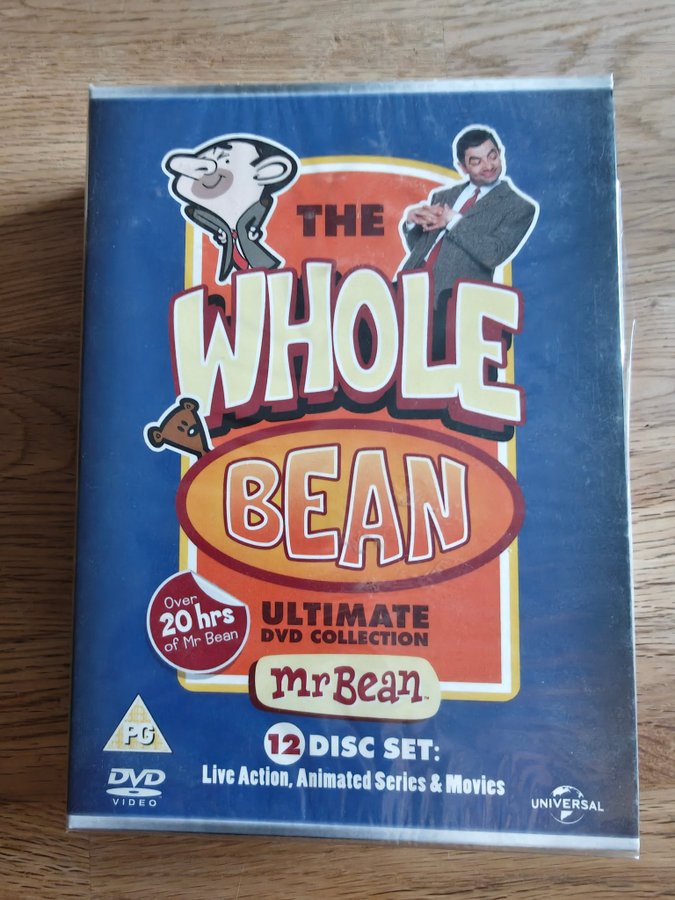 THE
WHOLE
BEAN
Over
20 hrs
of Mr Bean
ULTIMATE
DVD COLLECTION
mr Bean™
PG
12 DISC SET:
DVD
VIDEO
Live Action, Animated Series & Movies
UNIVERSAL